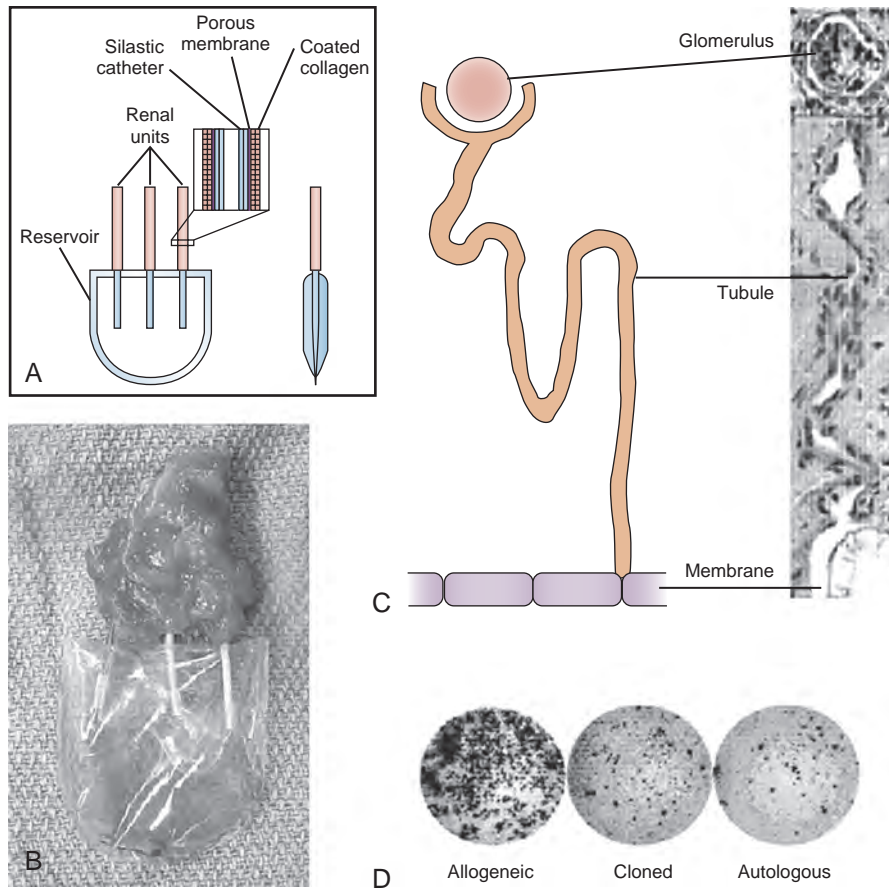 Porous
membrane
Silastic
catheter
Coated
collagen
Renal
units
Reservoir
A
B
Glomerulus
Tubule
Membrane
C
Allogeneic
Cloned
Autologous
D